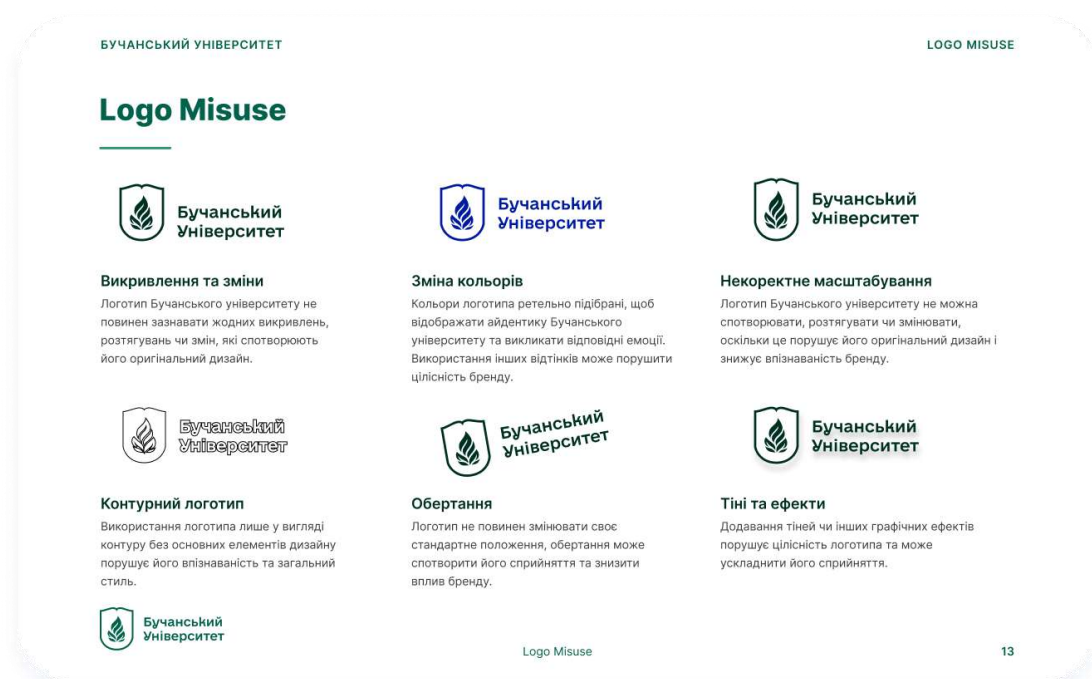 БУЧАНСЬКИЙ УНІВЕРСИТЕТ
LOGO MISUSE
Logo Misuse
Бучанський
Університет
Викривлення та зміни
Логотип Бучанського університету не
повинен зазнавати жодних викривлень,
розтягувань чи змін, які спотворюють
його оригінальний дизайн.
Бучанський
Університет
Зміна кольорів
Кольори логотипа ретельно підібрані, щоб
відображати айдентику Бучанського
університету та викликати відповідні емоції.
Використання інших відтінків може порушити
цілісність бренду.
Бучанський
Університет
Некоректне масштабування
Логотип Бучанського університету не можна
спотворювати, розтягувати чи змінювати,
оскільки це порушує його оригінальний дизайн і
знижує впізнаваність бренду.
Бучанський
Університет
Контурний логотип
Використання логотипа лише у вигляді
контуру без основних елементів дизайну
порушує його впізнаваність та загальний
стиль.
Бучанський
Університет
Обертання
Логотип не повинен змінювати своє
стандартне положення, обертання може
спотворити його сприйняття та знизити
вплив бренду.
Бучанський
Університет
Тіні та ефекти
Додавання тіней чи інших графічних ефектів
порушує цілісність логотипа та може
ускладнити його сприйняття.
Бучанський
Університет
Logo Misuse
13